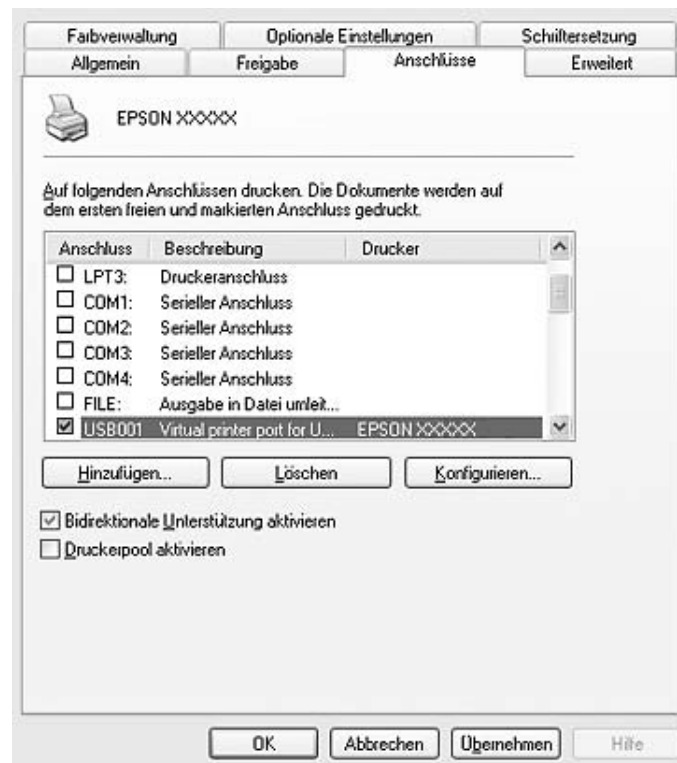 Farbverwaltung Optionale Einstellungen Schriftersetzung
Allgemein Freigabe Anschlüsse Erweitert
EPSON XXXXX
Auf folgenden Anschlüssen drucken. Die Dokumente werden auf
dem ersten freien und markierten Anschluss gedruckt.
Anschluss Beschreibung Drucker
LPT3: Druckeranschluss
COM1: Serieller Anschluss
COM2: Serieller Anschluss
COM3: Serieller Anschluss
COM4: Serieller Anschluss
FILE: Ausgabe in Datei umleit...
USB001 Virtual printer port for U... EPSON XXXXX
Hinzufügen... Löschen Konfigurieren...
Bidirektionale Unterstützung aktivieren
Druckerpool aktivieren
OK Abbrechen Übernehmen Hilfe